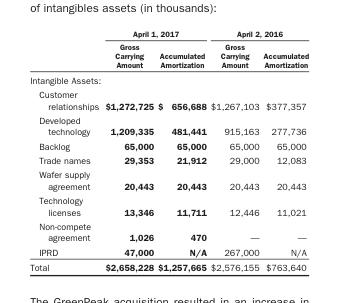 of intangibles assets (in thousands):
April 1, 2017 April 2, 2016
Gross Gross
Carrying Accumulated Carrying Accumulated
Amount Amortization Amount Amortization
Intangible Assets:
Customer
relationships $1,272,725 $ 656,688 $1,267,103 $377,357
Developed
technology 1,209,335 481,441 915,163 277,736
Backlog 65,000 65,000 65,000 65,000
Trade names 29,353 21,912 29,000 12,083
Wafer supply
agreement 20,443 20,443 20,443 20,443
Technology
licenses 13,346 11,711 12,446 11,021
Non-compete
agreement 1,026 470 — —
IPRD 47,000 N/A 267,000 N/A
Total $2,658,228 $1,257,665 $2,576,155 $763,640
The GreenPeak acquisition resulted in an increase in